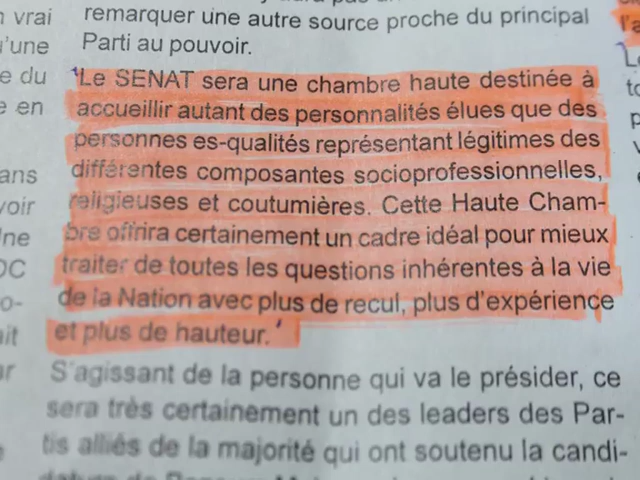 remarquer une autre source proche du principal
Parti au pouvoir.
Le SENAT sera une chambre haute destinée à
accueillir autant des personnalités élues que des
personnes es-qualités représentant légitimes des
différentes composantes socioprofessionnelles,
religieuses et coutumières. Cette Haute Cham-
bre offrira certainement un cadre idéal pour mieux
traiter de toutes les questions inhérentes à la vie
de la Nation avec plus de recul, plus d'expérience
et plus de hauteur.
S'agissant de la personne qui va le présider, ce
sera très certainement un des leaders des Par-
tis alliés de la majorité qui ont soutenu la candi-